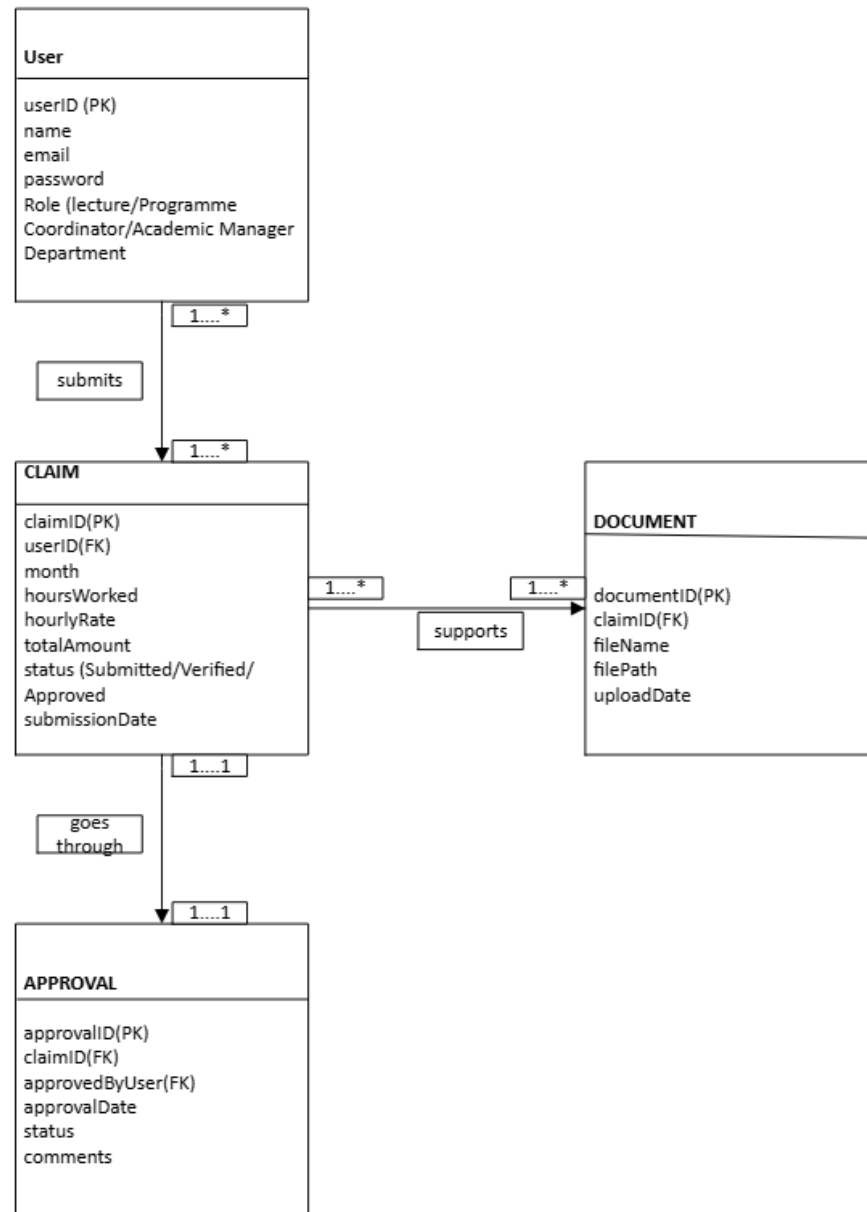 User
userID (PK)
name
email
password
Role (lecture/Programme
Coordinator/Academic Manager
Department
1....*
submits
1....*
CLAIM
claimID(PK)
userID(FK)
month
hoursWorked
hourlyRate
totalAmount
status (Submitted/Verified/
Approved
submissionDate
1....*
1....*
supports
DOCUMENT
documentID(PK)
claimID(FK)
fileName
filePath
uploadDate
1....1
goes
through
1....1
APPROVAL
approvalID(PK)
claimID(FK)
approvedByUser(FK)
approvalDate
status
comments